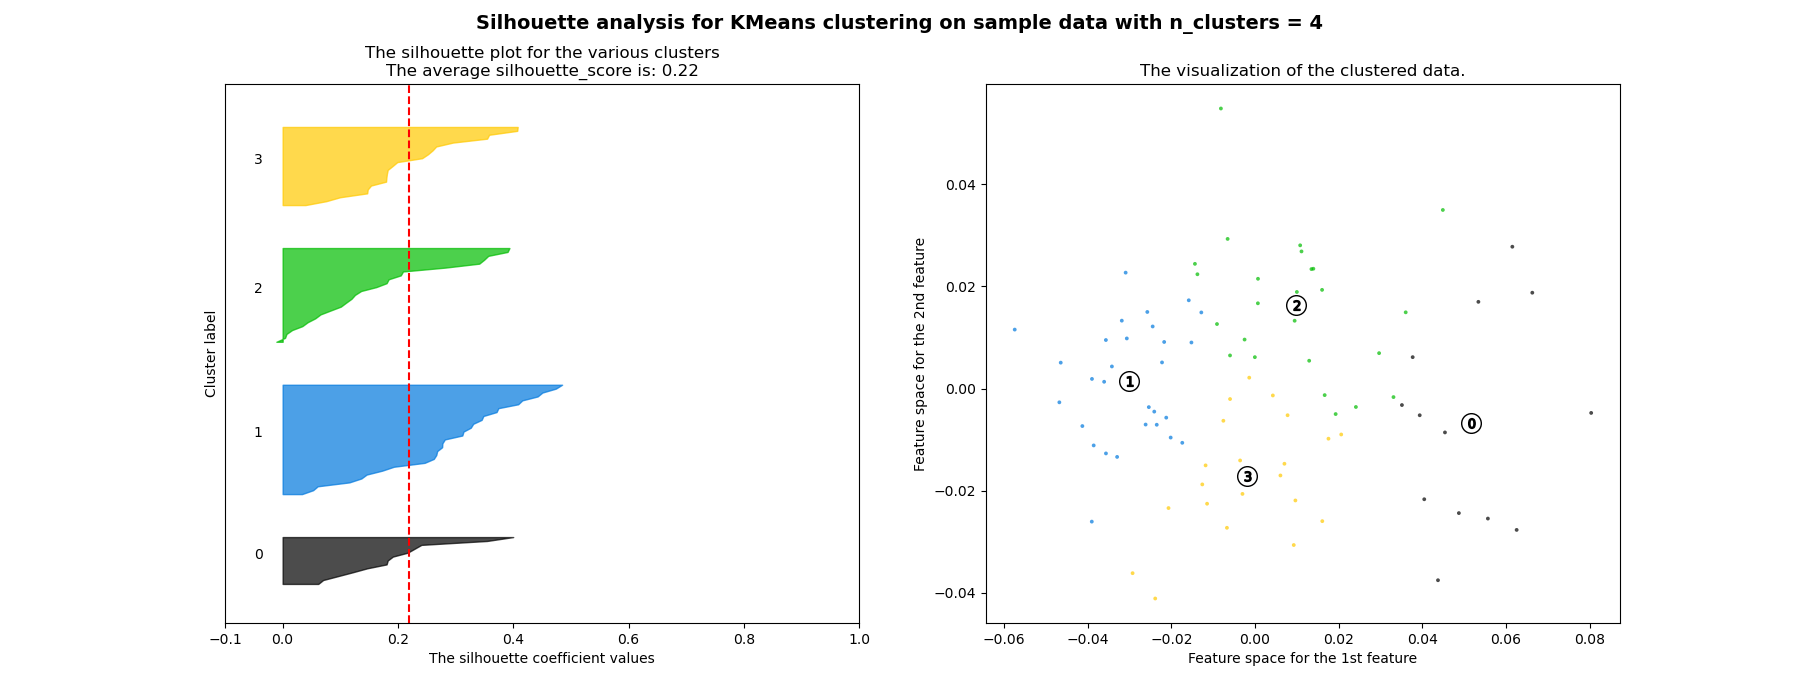 Silhouette analysis for KMeans clustering on sample data with n_clusters = 4
The silhouette plot for the various clusters
The average silhouette_score is: 0.22
3
2
1
0
Cluster label
−0.1 0.0 0.2 0.4 0.6 0.8 1.0
The silhouette coefficient values
The visualization of the clustered data.
0.04
0.02
0.00
−0.02
−0.04
Feature space for the 2nd feature
2
1
0
3
−0.06 −0.04 −0.02 0.00 0.02 0.04 0.06 0.08
Feature space for the 1st feature